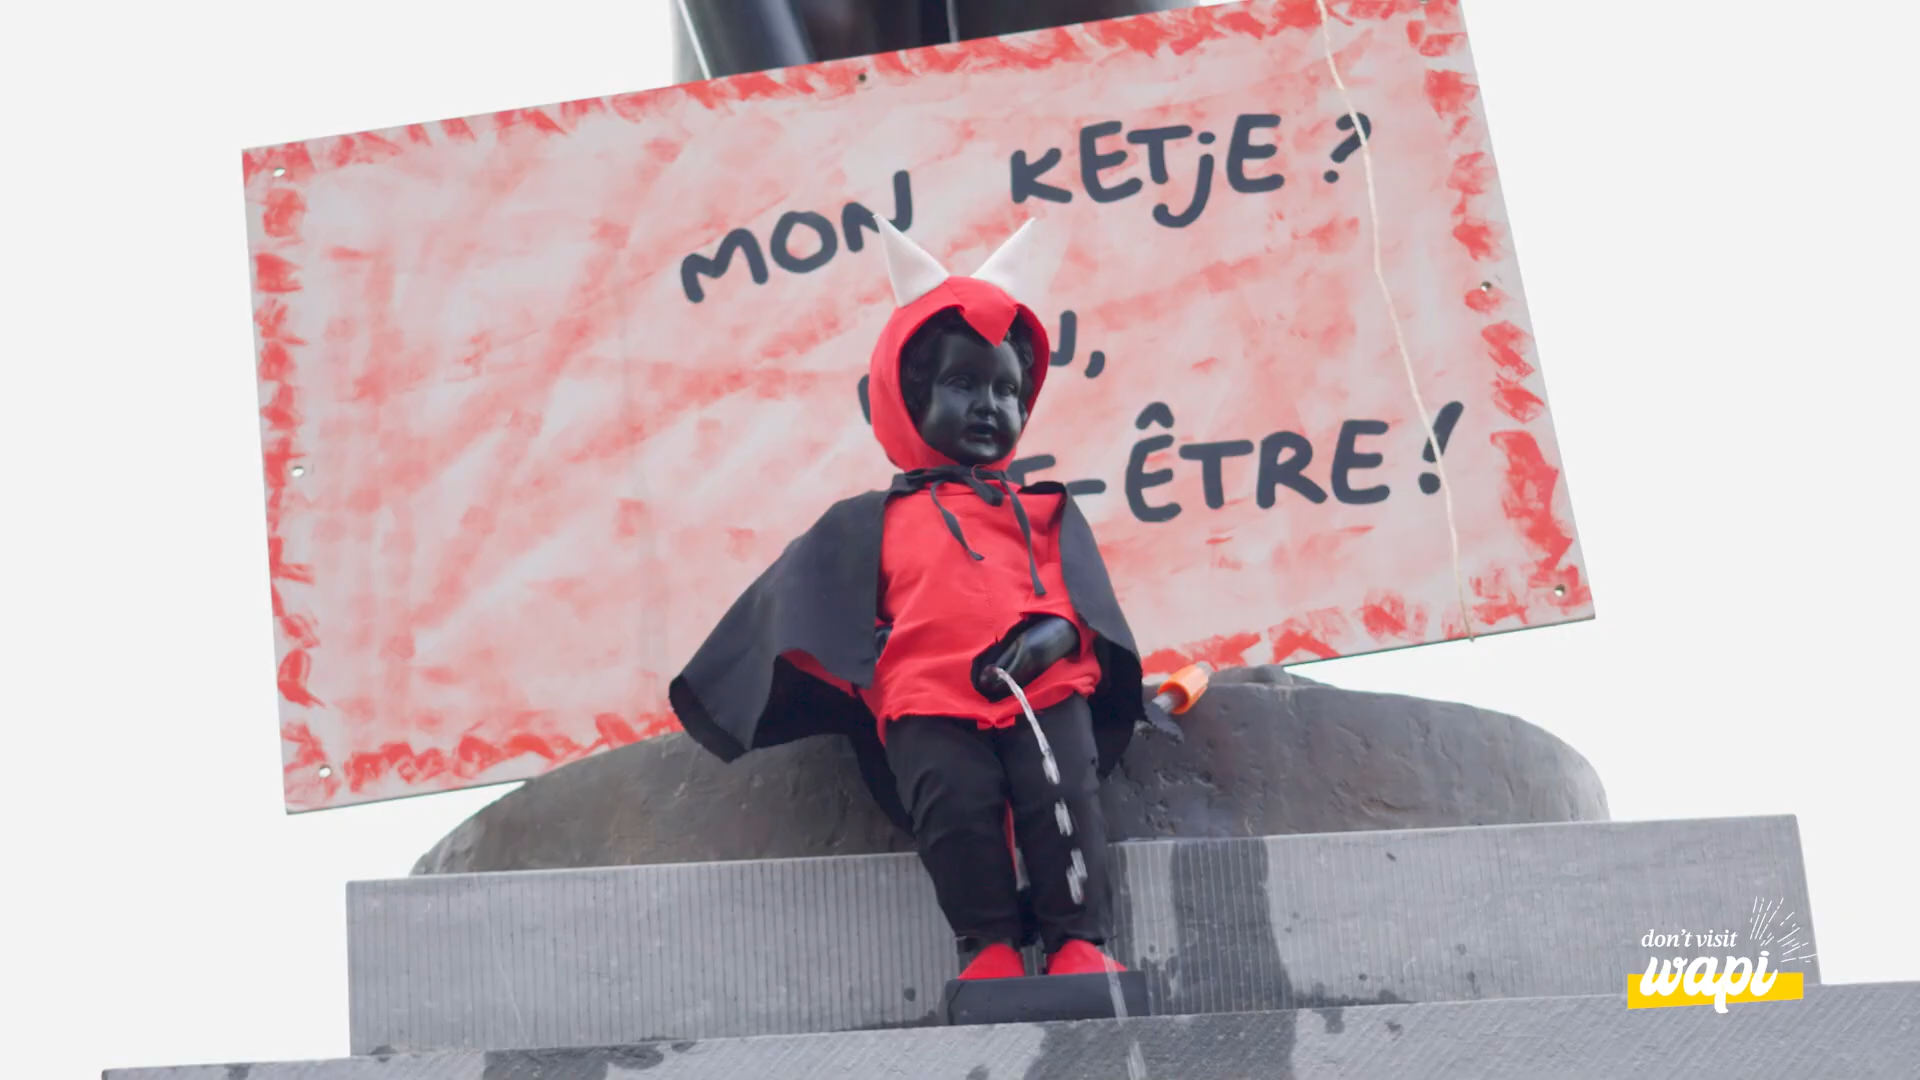 MON KETjE ?
N,
T-ÊTRE !
don't visit
wapi